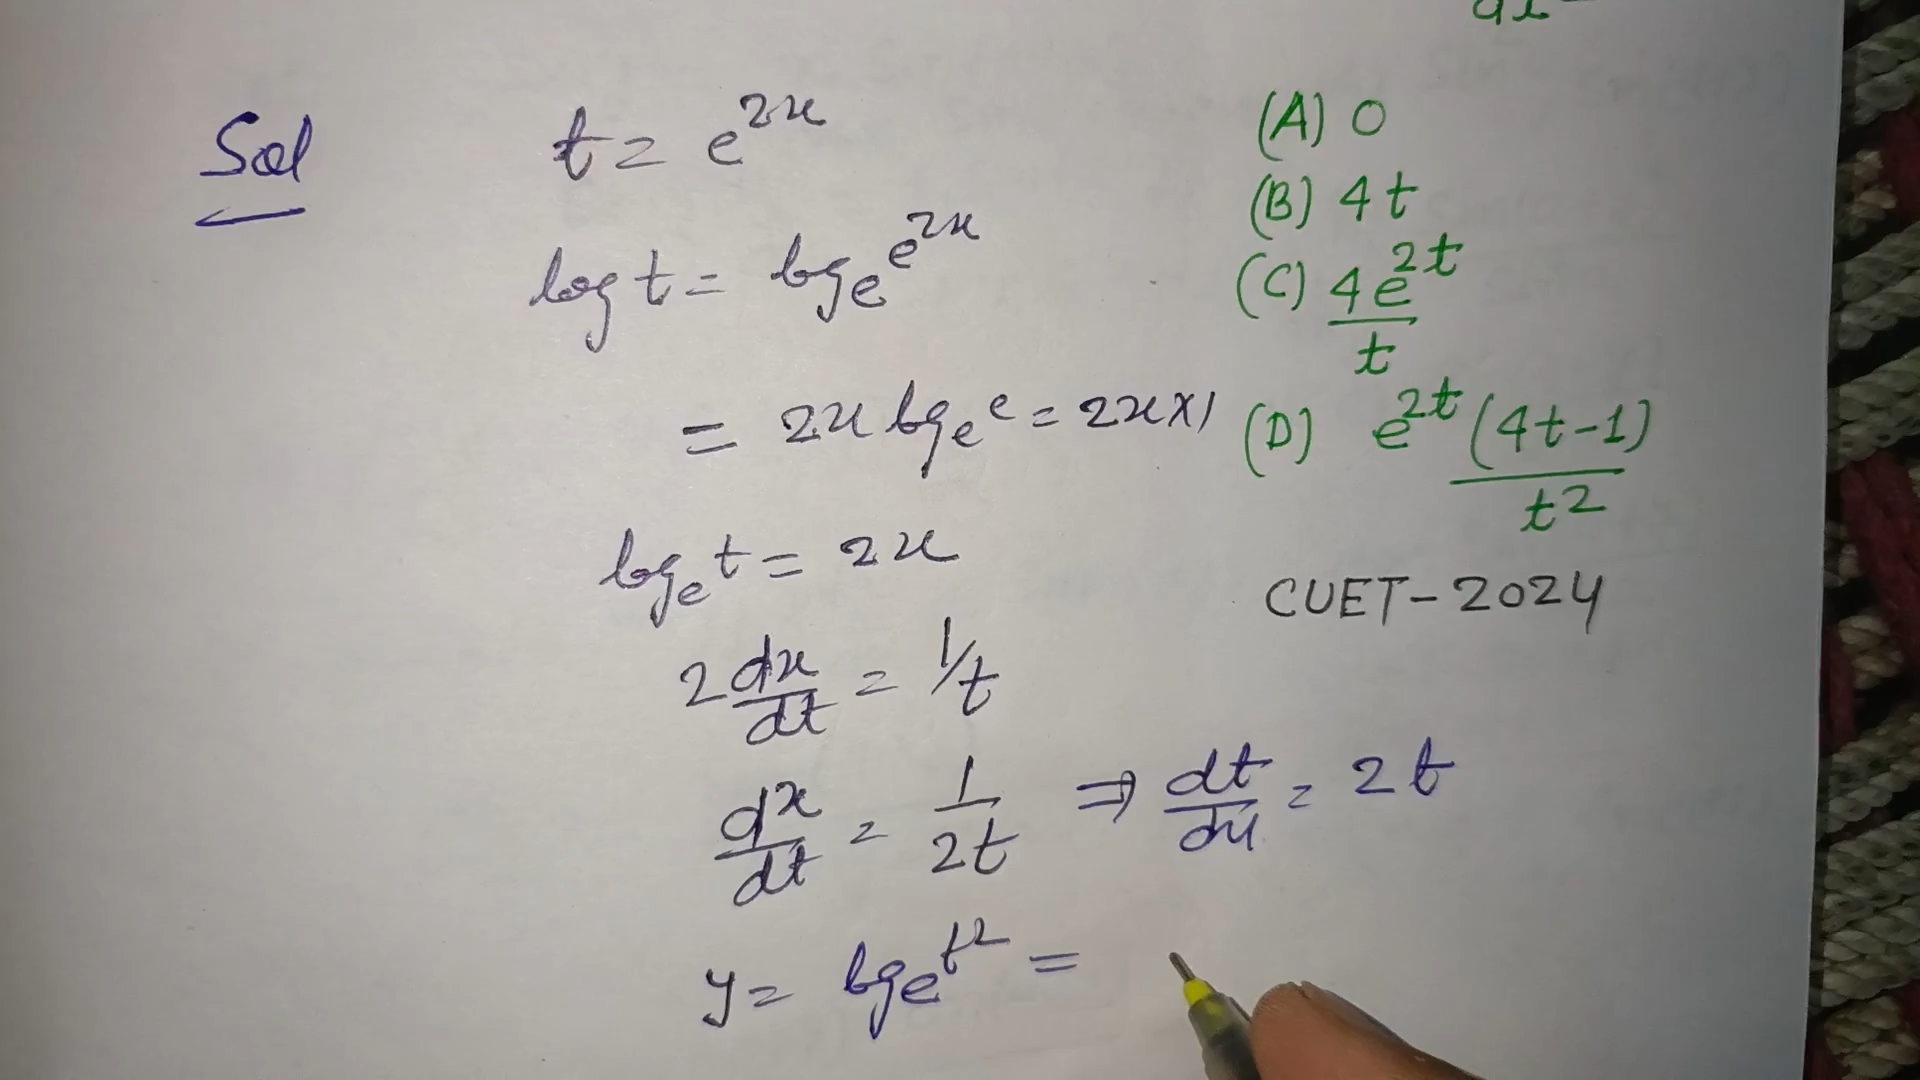 Sol
t = e^{2x}
log t = log_e e^{2x}
= 2x log_e e = 2x×1
log_e t = 2x
2 dx/dt = 1/t
dx/dt = 1/2t ⇒ dt/dx = 2t
y = log_e t^2 =
(A) 0
(B) 4t
(C) 4e^{2t}/t
(D) e^{2t}(4t-1)/t^2
CUET-2024